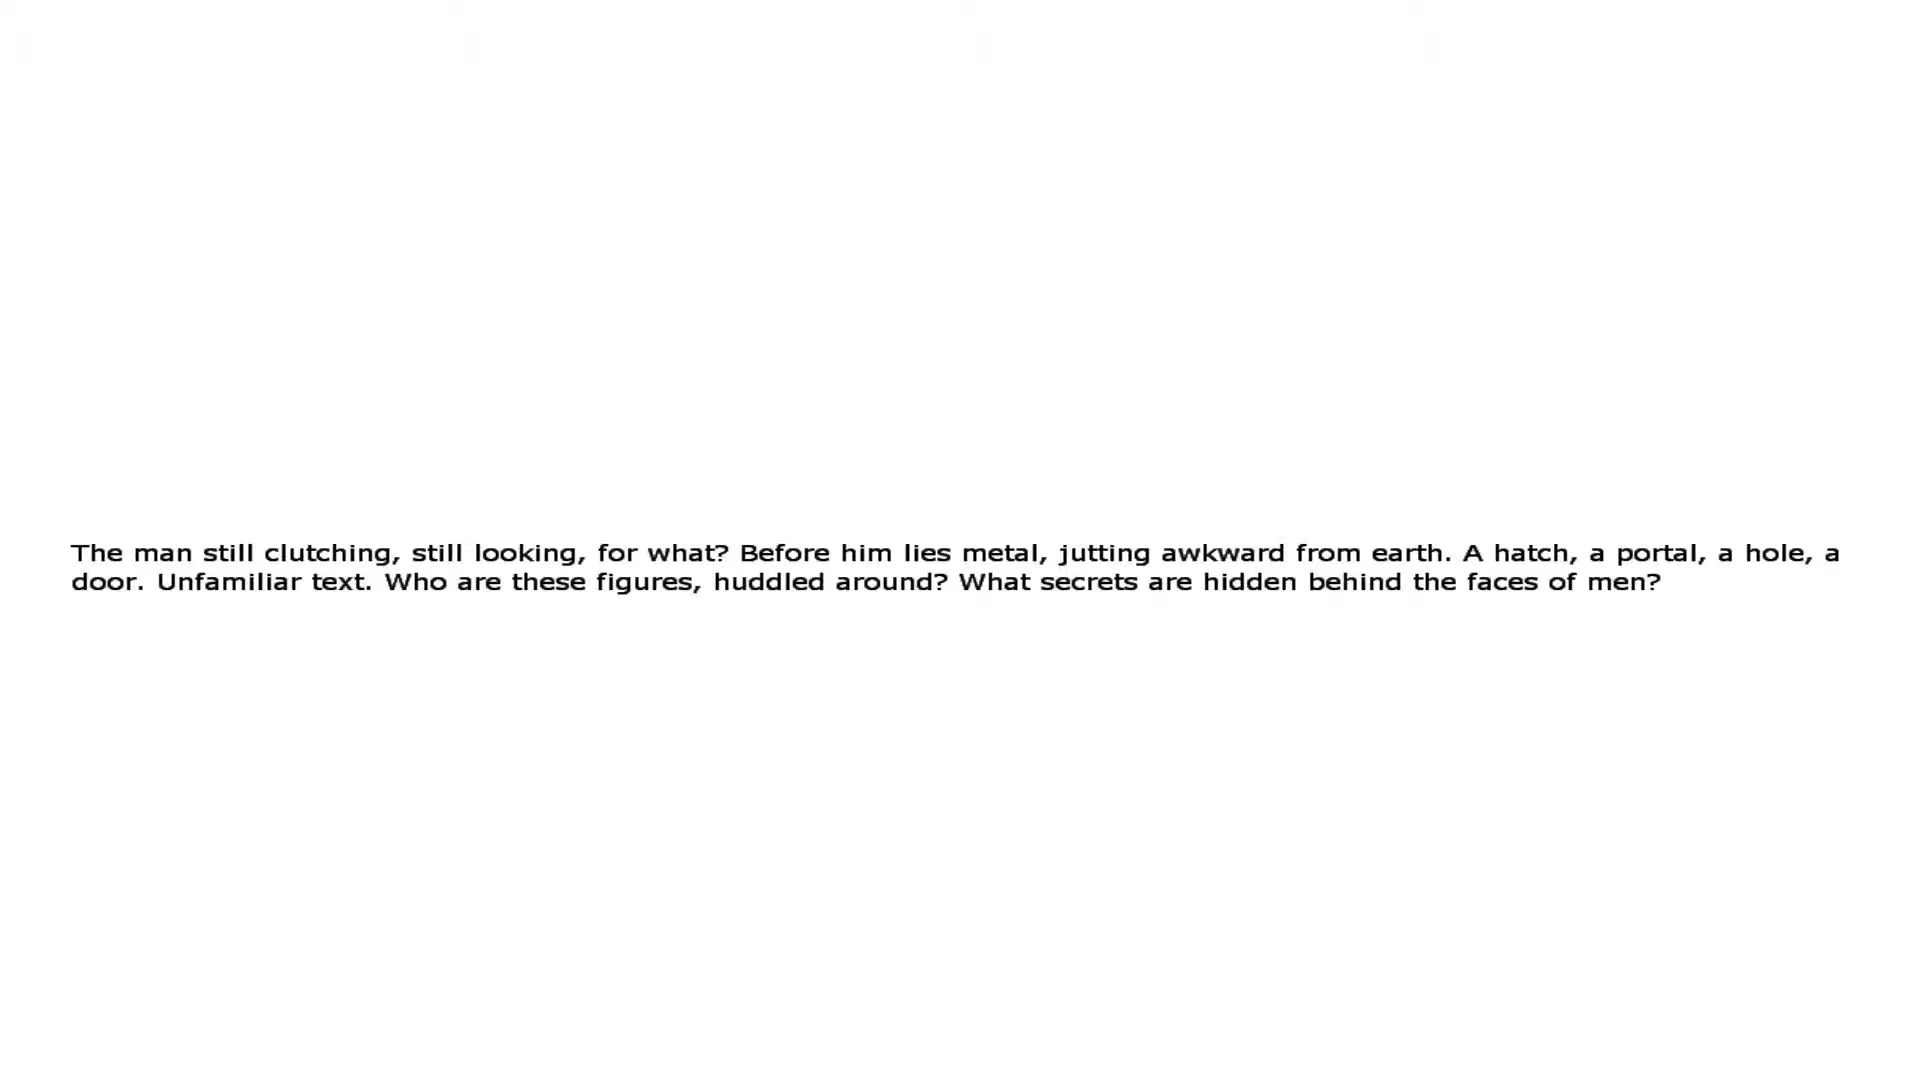 The man still clutching, still looking, for what? Before him lies metal, jutting awkward from earth. A hatch, a portal, a hole, a
door. Unfamiliar text. Who are these figures, huddled around? What secrets are hidden behind the faces of men?